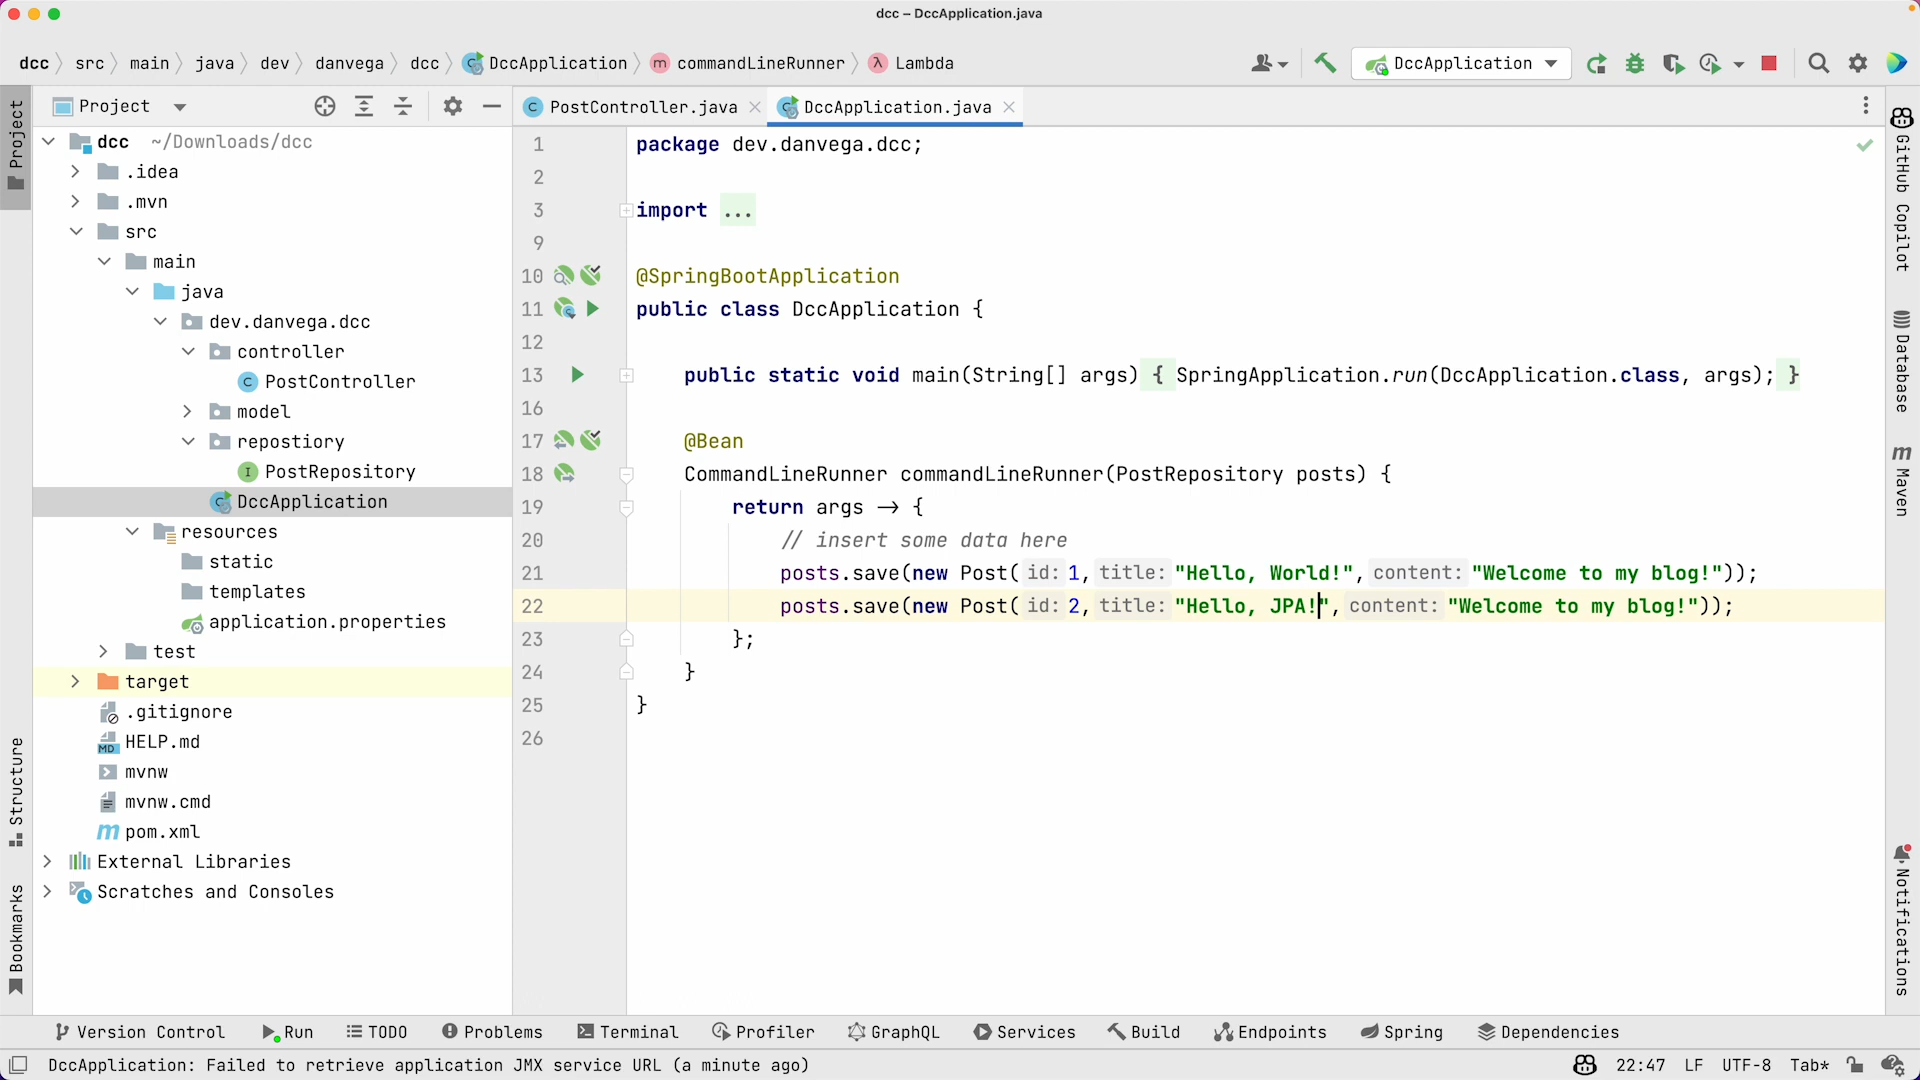 dcc – DccApplication.java
dcc src main java dev danvega dcc DccApplication m commandLineRunner λ Lambda
DccApplication
Project
Project
PostController.java
DccApplication.java
dcc ~/Downloads/dcc
.idea
.mvn
src
main
java
dev.danvega.dcc
controller
PostController
model
repostiory
PostRepository
DccApplication
resources
static
templates
application.properties
test
target
.gitignore
HELP.md
mvnw
mvnw.cmd
pom.xml
External Libraries
Scratches and Consoles
Structure
Bookmarks
1 package dev.danvega.dcc;
2
3 import ...
9
10 @SpringBootApplication
11 public class DccApplication {
12
13 public static void main(String[] args) { SpringApplication.run(DccApplication.class, args); }
16
17 @Bean
18 CommandLineRunner commandLineRunner(PostRepository posts) {
19 return args → {
20 // insert some data here
21 posts.save(new Post( id: 1, title: "Hello, World!", content: "Welcome to my blog!"));
22 posts.save(new Post( id: 2, title: "Hello, JPA!", content: "Welcome to my blog!"));
23 };
24 }
25 }
26
GitHub Copilot
Database
m Maven
Notifications
Version Control Run TODO Problems Terminal Profiler GraphQL Services Build Endpoints Spring Dependencies
DccApplication: Failed to retrieve application JMX service URL (a minute ago)
22:47 LF UTF-8 Tab*